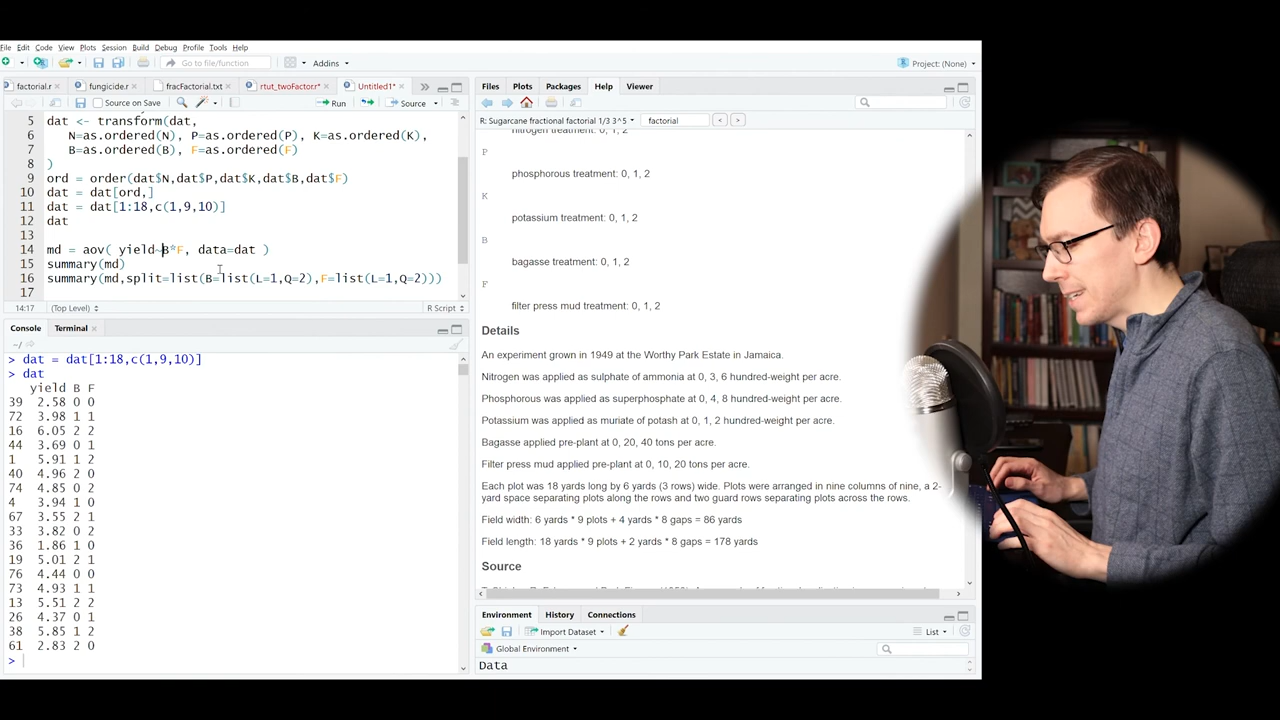 File Edit Code View Plots Session Build Debug Profile Tools Help
Go to file/function Addins Project: (None)
factorial.r fungicide.r fracFactorial.txt rtut_twoFactor.r* Untitled1*
Source on Save Run Source
5 dat <- transform(dat,
6 N=as.ordered(N), P=as.ordered(P), K=as.ordered(K),
7 B=as.ordered(B), F=as.ordered(F)
8 )
9 ord = order(dat$N,dat$P,dat$K,dat$B,dat$F)
10 dat = dat[ord,]
11 dat = dat[1:18,c(1,9,10)]
12 dat
13
14 md = aov( yield~B*F, data=dat )
15 summary(md)
16 summary(md,split=list(B=list(L=1,Q=2),F=list(L=1,Q=2)))
17
14:17 (Top Level) R Script
Console Terminal
~/
> dat = dat[1:18,c(1,9,10)]
> dat
yield B F
39 2.58 0 0
72 3.98 1 1
16 6.05 2 2
44 3.69 0 1
1 5.91 1 2
40 4.96 2 0
74 4.85 0 2
4 3.94 1 0
67 3.55 2 1
33 3.82 0 2
36 1.86 1 0
19 5.01 2 1
76 4.44 0 0
73 4.93 1 1
13 5.51 2 2
26 4.37 0 1
38 5.85 1 2
61 2.83 2 0
>
Files Plots Packages Help Viewer
R: Sugarcane fractional factorial 1/3 3^5 factorial
nitrogen treatment: 0, 1, 2
P
phosphorous treatment: 0, 1, 2
K
potassium treatment: 0, 1, 2
B
bagasse treatment: 0, 1, 2
F
filter press mud treatment: 0, 1, 2
Details
An experiment grown in 1949 at the Worthy Park Estate in Jamaica.
Nitrogen was applied as sulphate of ammonia at 0, 3, 6 hundred-weight per acre.
Phosphorous was applied as superphosphate at 0, 4, 8 hundred-weight per acre.
Potassium was applied as muriate of potash at 0, 1, 2 hundred-weight per acre.
Bagasse applied pre-plant at 0, 20, 40 tons per acre.
Filter press mud applied pre-plant at 0, 10, 20 tons per acre.
Each plot was 18 yards long by 6 yards (3 rows) wide. Plots were arranged in nine columns of nine, a 2-
yard space separating plots along the rows and two guard rows separating plots across the rows.
Field width: 6 yards * 9 plots + 4 yards * 8 gaps = 86 yards
Field length: 18 yards * 9 plots + 2 yards * 8 gaps = 178 yards
Source
Environment History Connections
Import Dataset List
Global Environment
Data